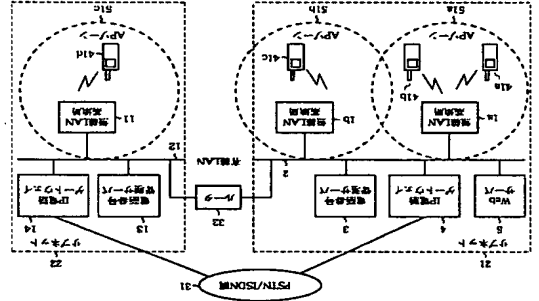 31
PSTN/ISDN網
21
サブネット
22
サブネット
5
Web
サーバ
4
IP電話
ゲートウェイ
3
電話番号
管理サーバ
32
ルータ
13
電話番号
管理サーバ
14
IP電話
ゲートウェイ
2
有線LAN
12
1a
無線LAN
基地局
1b
無線LAN
基地局
11
無線LAN
基地局
41a
41b
41c
41d
APゾーン
APゾーン
APゾーン
51a
51b
51c